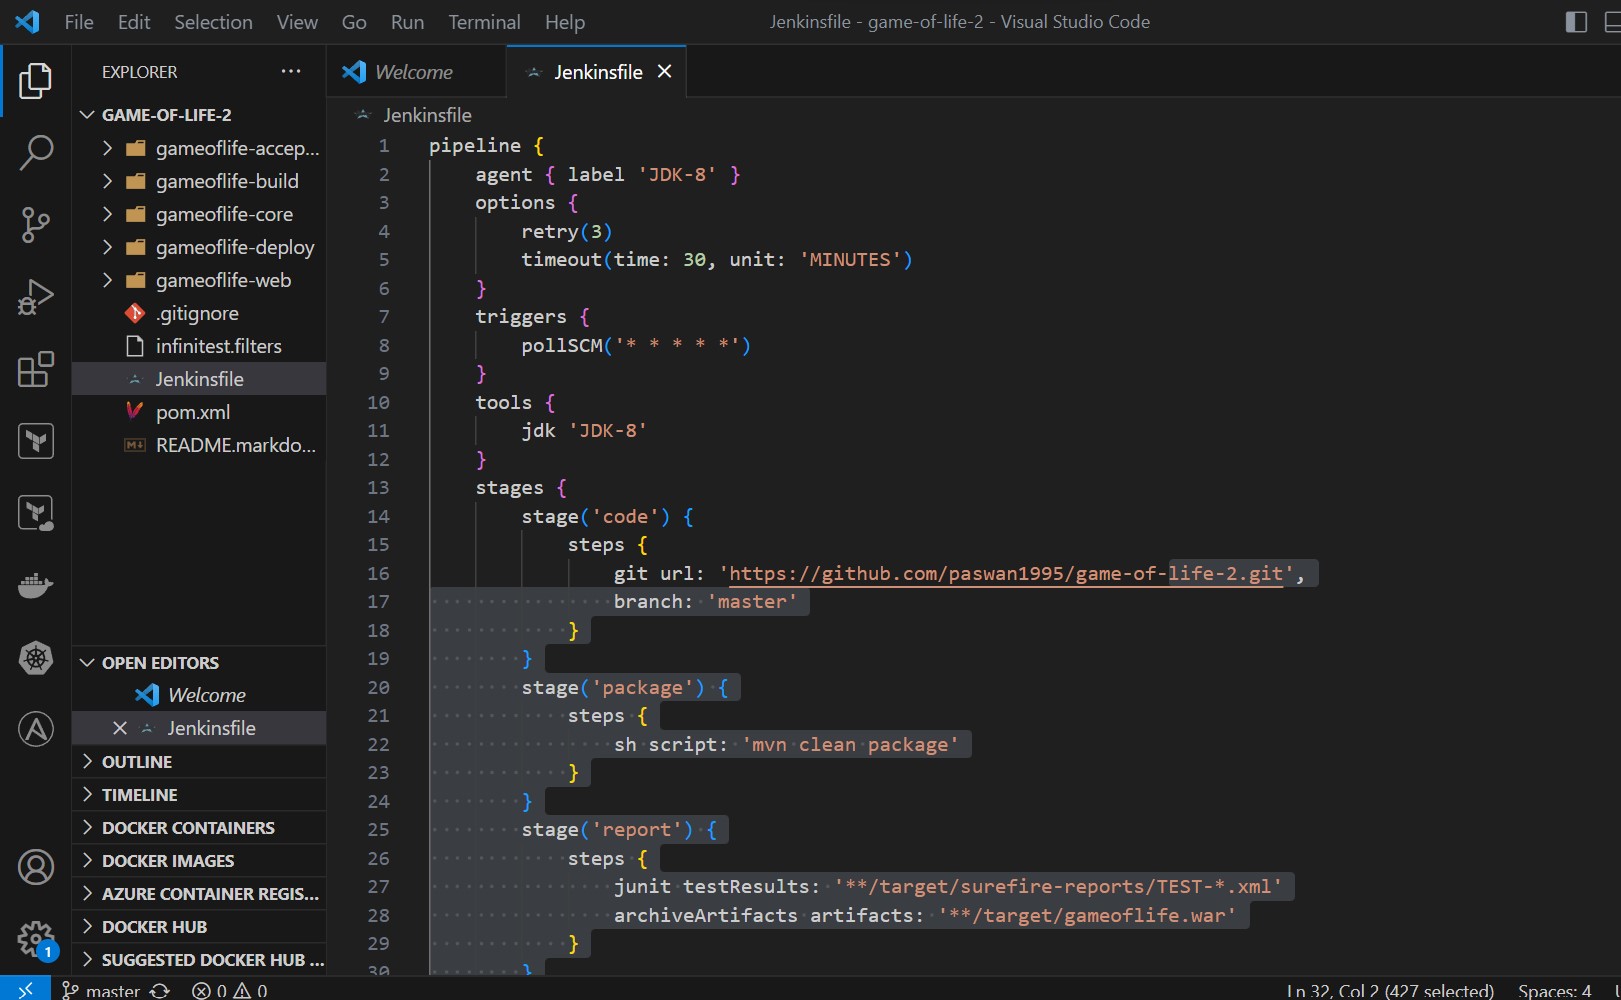 File Edit Selection View Go Run Terminal Help
Jenkinsfile - game-of-life-2 - Visual Studio Code
EXPLORER
GAME-OF-LIFE-2
gameoflife-accep...
gameoflife-build
gameoflife-core
gameoflife-deploy
gameoflife-web
.gitignore
infinitest.filters
Jenkinsfile
pom.xml
README.markdo...
OPEN EDITORS
Welcome
Jenkinsfile
OUTLINE
TIMELINE
DOCKER CONTAINERS
DOCKER IMAGES
AZURE CONTAINER REGIS...
DOCKER HUB
SUGGESTED DOCKER HUB ...
1
Welcome
Jenkinsfile
Jenkinsfile
1 pipeline {
2 agent { label 'JDK-8' }
3 options {
4 retry(3)
5 timeout(time: 30, unit: 'MINUTES')
6 }
7 triggers {
8 pollSCM('* * * * *')
9 }
10 tools {
11 jdk 'JDK-8'
12 }
13 stages {
14 stage('code') {
15 steps {
16 git url: 'https://github.com/paswan1995/game-of-life-2.git',
17 branch: 'master'
18 }
19 }
20 stage('package') {
21 steps {
22 sh script: 'mvn clean package'
23 }
24 }
25 stage('report') {
26 steps {
27 junit testResults: '**/target/surefire-reports/TEST-*.xml'
28 archiveArtifacts artifacts: '**/target/gameoflife.war'
29 }
30 }
master 0 0
Ln 32, Col 2 (427 selected) Spaces: 4